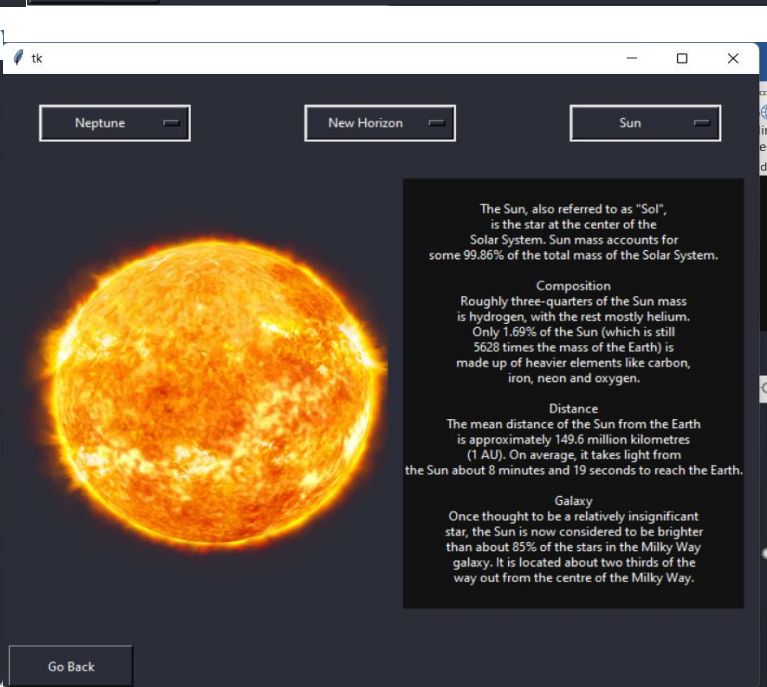 tk
Neptune
New Horizon
Sun
The Sun, also referred to as "Sol",
is the star at the center of the
Solar System. Sun mass accounts for
some 99.86% of the total mass of the Solar System.
Composition
Roughly three-quarters of the Sun mass
is hydrogen, with the rest mostly helium.
Only 1.69% of the Sun (which is still
5628 times the mass of the Earth) is
made up of heavier elements like carbon,
iron, neon and oxygen.
Distance
The mean distance of the Sun from the Earth
is approximately 149.6 million kilometres
(1 AU). On average, it takes light from
the Sun about 8 minutes and 19 seconds to reach the Earth.
Galaxy
Once thought to be a relatively insignificant
star, the Sun is now considered to be brighter
than about 85% of the stars in the Milky Way
galaxy. It is located about two thirds of the
way out from the centre of the Milky Way.
Go Back